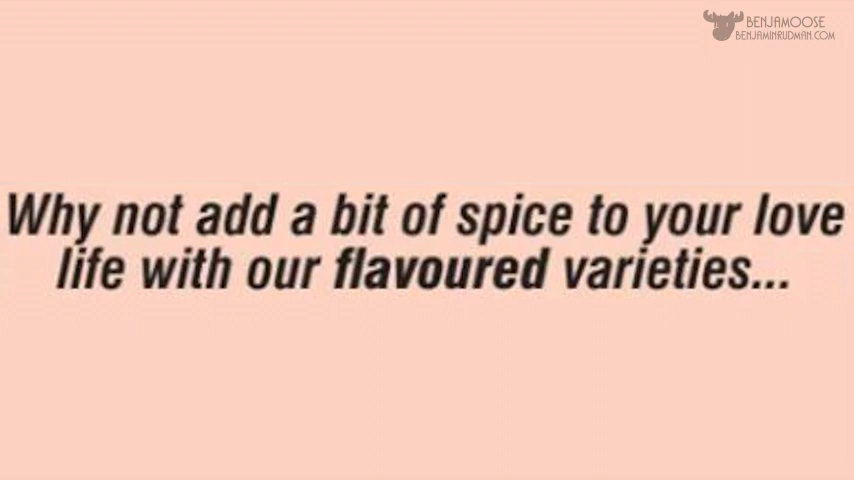 BENJAMOOSE
BENJAMINRUDMAN.COM
Why not add a bit of spice to your love
life with our flavoured varieties...